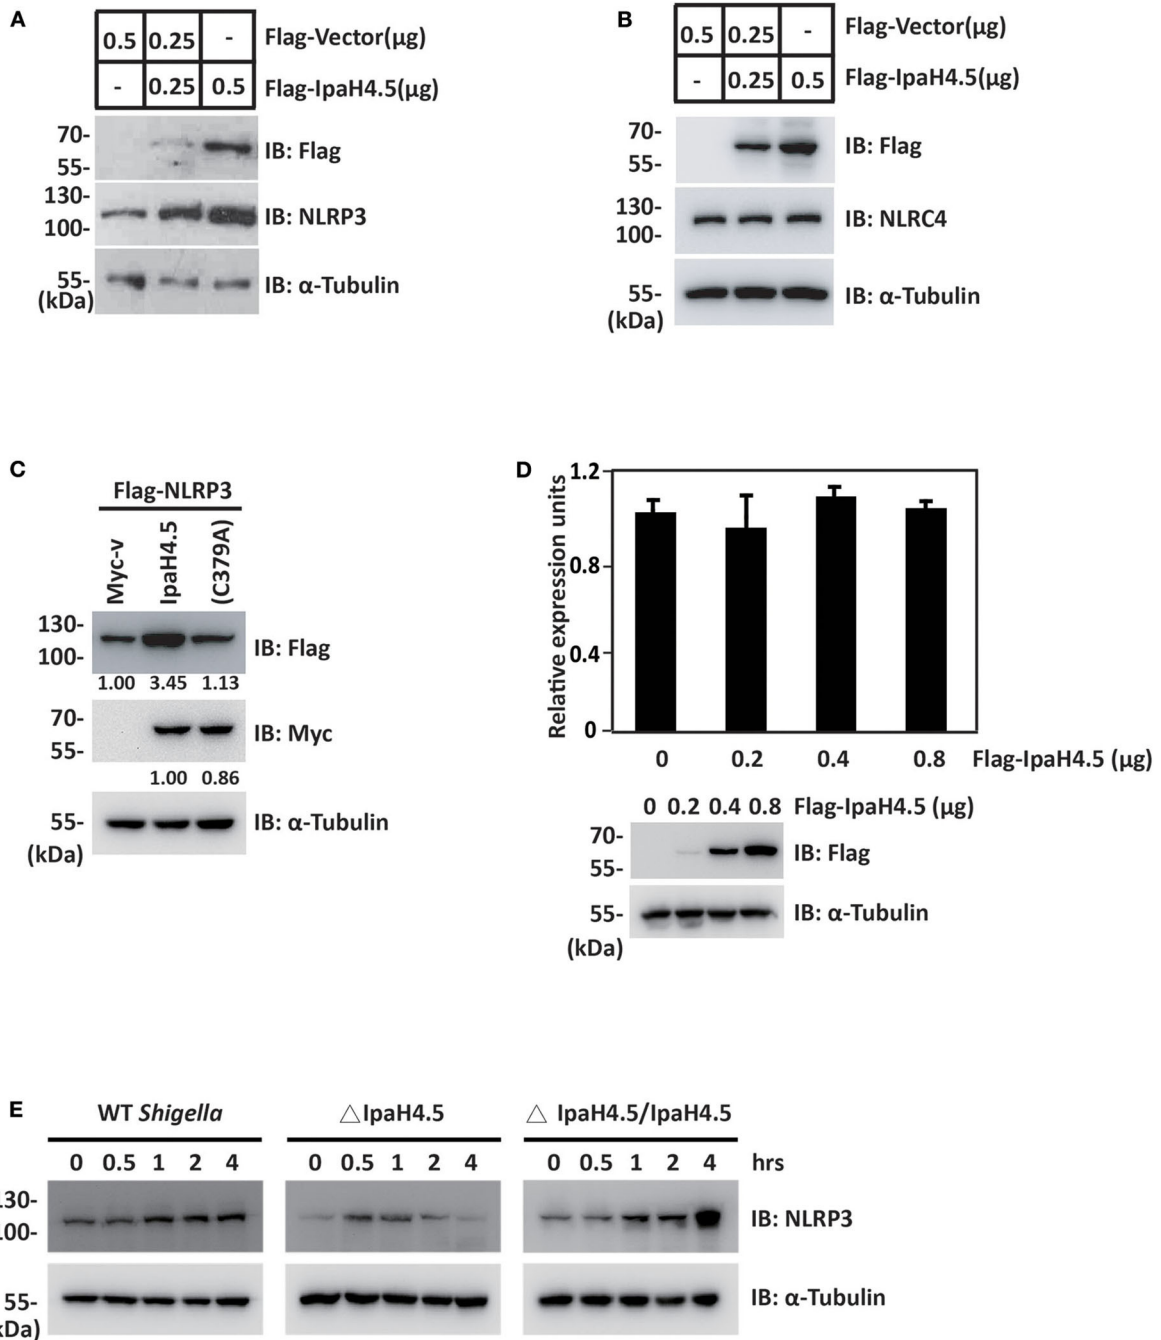 A
0.5 0.25 - Flag-Vector(μg)
- 0.25 0.5 Flag-IpaH4.5(μg)
70-
55-
IB: Flag
130-
100-
IB: NLRP3
55-
(kDa)
IB: α-Tubulin
B
0.5 0.25 - Flag-Vector(μg)
- 0.25 0.5 Flag-IpaH4.5(μg)
70-
55-
IB: Flag
130-
100-
IB: NLRC4
55-
(kDa)
IB: α-Tubulin
C
Flag-NLRP3
Myc-v
IpaH4.5
(C379A)
130-
100-
IB: Flag
1.00 3.45 1.13
70-
55-
IB: Myc
1.00 0.86
55-
(kDa)
IB: α-Tubulin
D
Relative expression units
1.2
0.8
0.4
0
0 0.2 0.4 0.8 Flag-IpaH4.5 (μg)
0 0.2 0.4 0.8 Flag-IpaH4.5 (μg)
70-
55-
IB: Flag
55-
(kDa)
IB: α-Tubulin
E
WT Shigella
△IpaH4.5
△ IpaH4.5/IpaH4.5
0 0.5 1 2 4 0 0.5 1 2 4 0 0.5 1 2 4 hrs
130-
100-
IB: NLRP3
55-
kDa)
IB: α-Tubulin